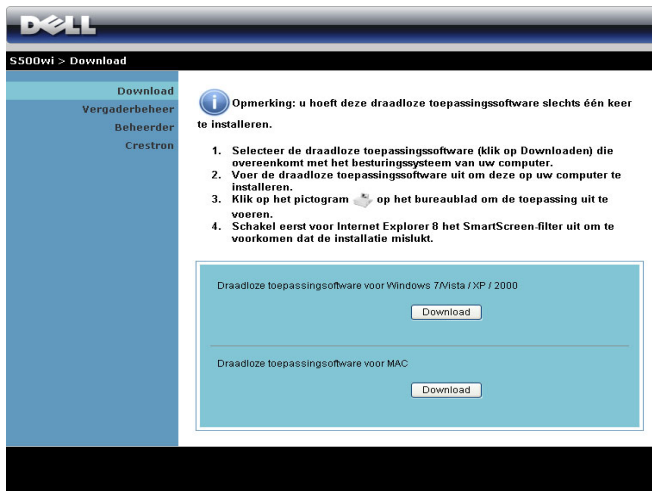 DELL
S500wi > Download
Download
Vergaderbeheer
Beheerder
Crestron
Opmerking: u hoeft deze draadloze toepassingssoftware slechts één keer
te installeren.
1. Selecteer de draadloze toepassingssoftware (klik op Downloaden) die
overeenkomt met het besturingssysteem van uw computer.
2. Voer de draadloze toepassingssoftware uit om deze op uw computer te
installeren.
3. Klik op het pictogram op het bureaublad om de toepassing uit te
voeren.
4. Schakel eerst voor Internet Explorer 8 het SmartScreen-filter uit om te
voorkomen dat de installatie mislukt.
Draadloze toepassingsoftware voor Windows 7/Vista / XP / 2000
Download
Draadloze toepassingsoftware voor MAC
Download